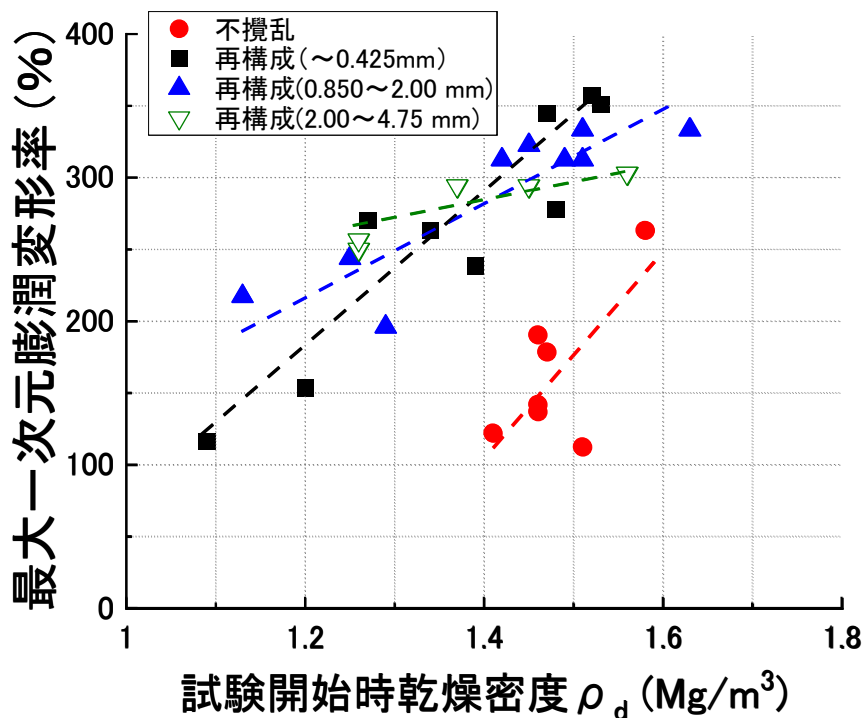 不攪乱
再構成(～0.425mm)
再構成(0.850～2.00 mm)
再構成(2.00～4.75 mm)
400
300
200
100
0
最大一次元膨潤変形率 (%)
1 1.2 1.4 1.6 1.8
試験開始時乾燥密度ρd (Mg/m³)